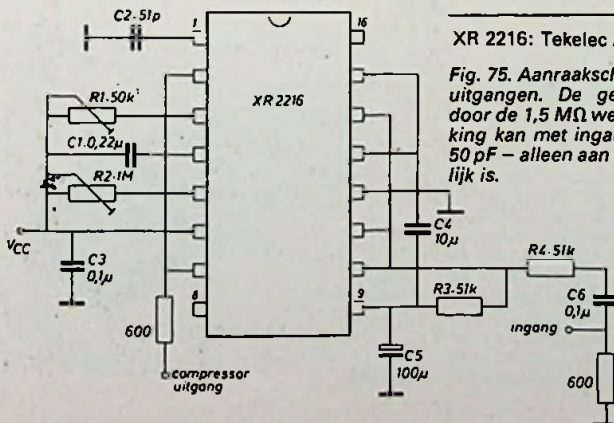 C2.51p
1
16
XR 2216
R1.50k
C1.0,22µ
R2.1M
VCC
C3
0,1µ
8
600
compressor
uitgang
C4
10µ
9
R3.51k
C5
100µ
R4.51k
C6
0,1µ
ingang
600
XR 2216: Tekelec
Fig. 75. Aanraaksch
uitgangen. De ge
door de 1,5 MΩ we
king kan met ingan
50 pF – alleen aan
lijk is.